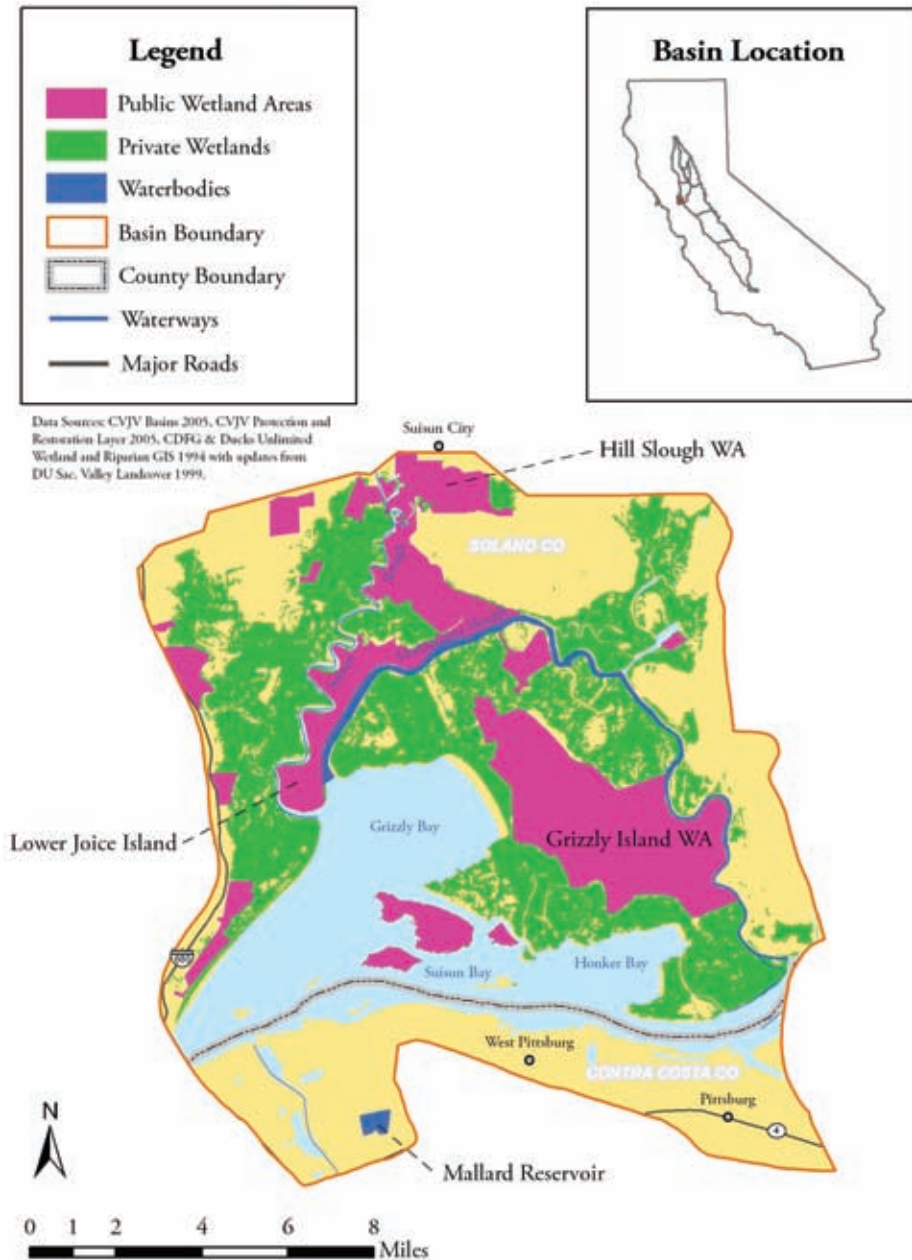 Legend
Public Wetland Areas
Private Wetlands
Waterbodies
Basin Boundary
County Boundary
Waterways
Major Roads
Basin Location
Data Sources: CVJV Basins 2005, CVJV Protection and
Restoration Layer 2005, CDFG & Ducks Unlimited
Wetland and Riparian GIS 1994 with updates from
DU Sac. Valley Landcover 1999.
Suisun City
Hill Slough WA
SOLANO CO
Lower Joice Island
Grizzly Bay
Grizzly Island WA
680
Suisun Bay
Honker Bay
West Pittsburg
CONTRA COSTA CO
Pittsburg
4
N
Mallard Reservoir
0 1 2 4 6 8
Miles